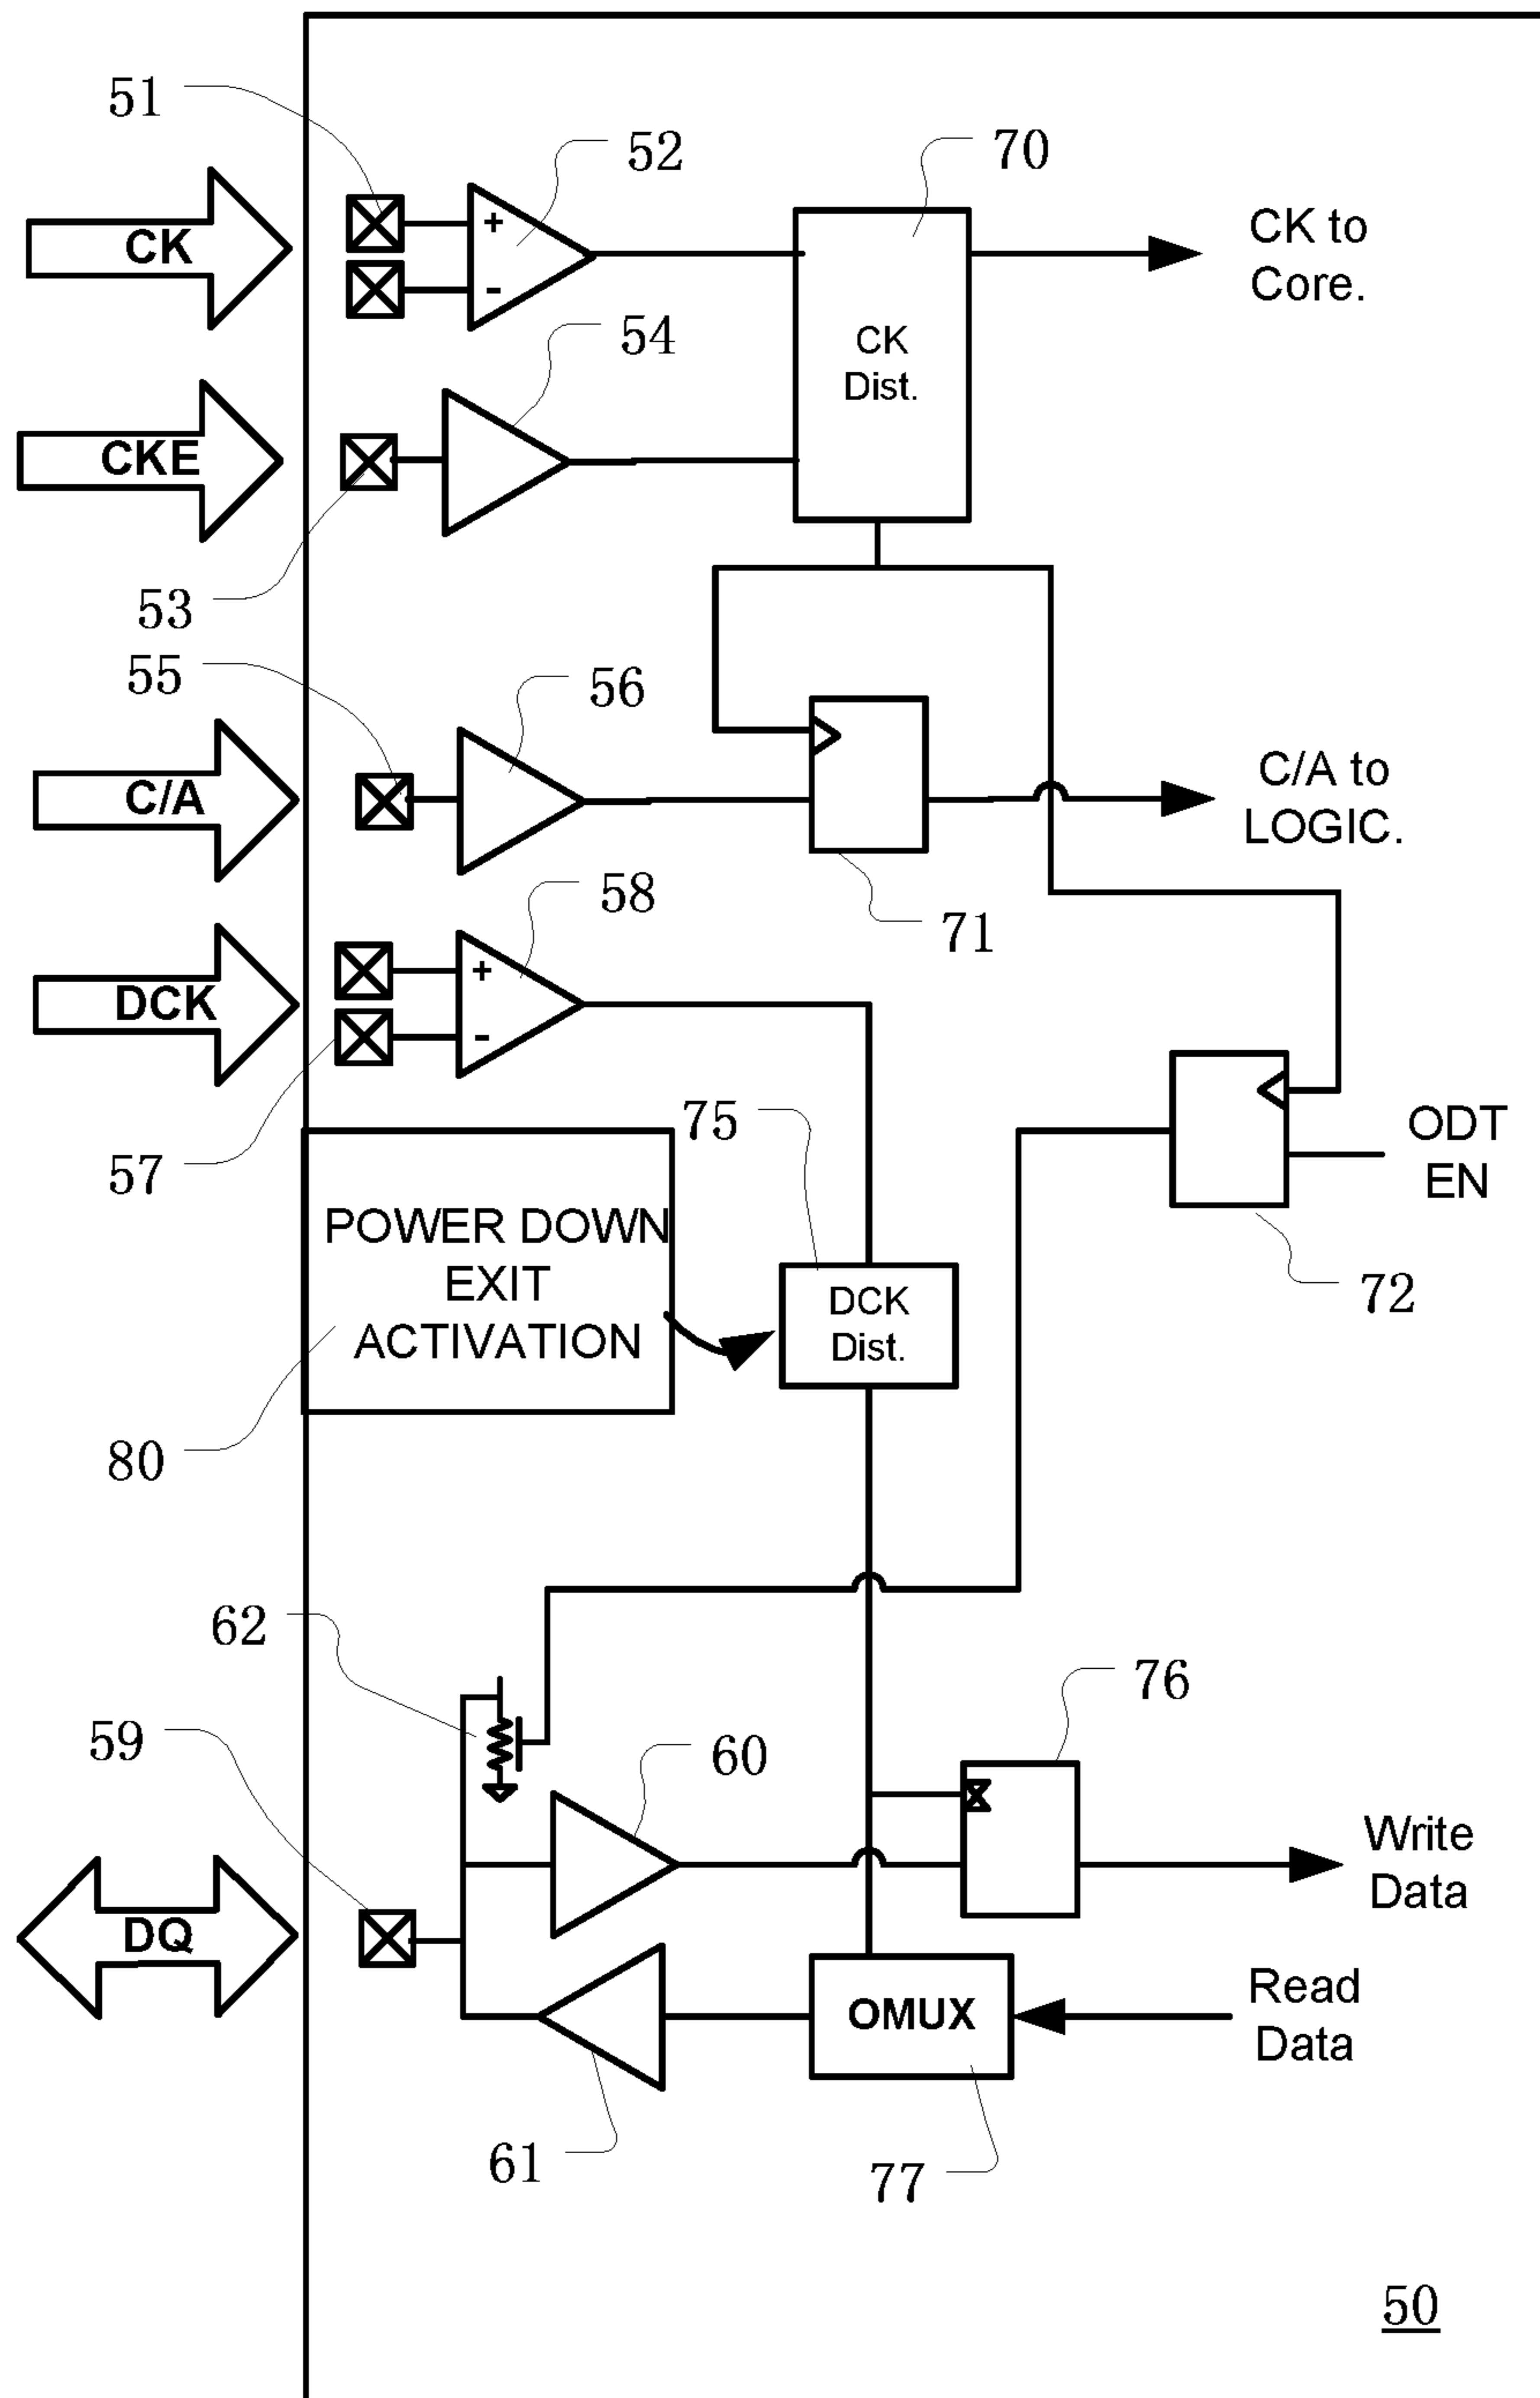 51
52
70
CK
+
-
CK to
Core.
54
CK
Dist.
CKE
53
55
56
C/A
C/A to
LOGIC.
58
71
DCK
+
-
75
57
ODT
EN
POWER DOWN
EXIT
ACTIVATION
DCK
Dist.
72
80
62
59
60
76
Write
Data
DQ
OMUX
Read
Data
61
77
50